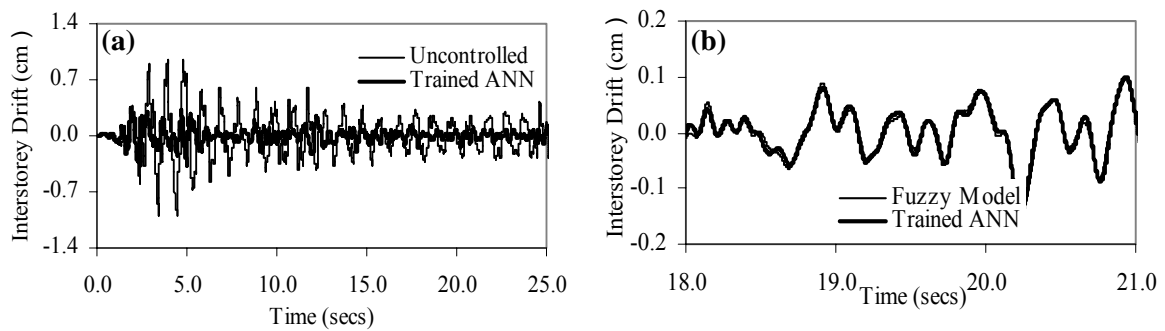 (a)
Interstorey Drift (cm)
1.4
0.7
0.0
-0.7
-1.4
Uncontrolled
Trained ANN
0.0 5.0 10.0 15.0 20.0 25.0
Time (secs)
(b)
Interstorey Drift (cm)
0.2
0.1
0.0
-0.1
-0.2
Fuzzy Model
Trained ANN
18.0 19.0 20.0 21.0
Time (secs)